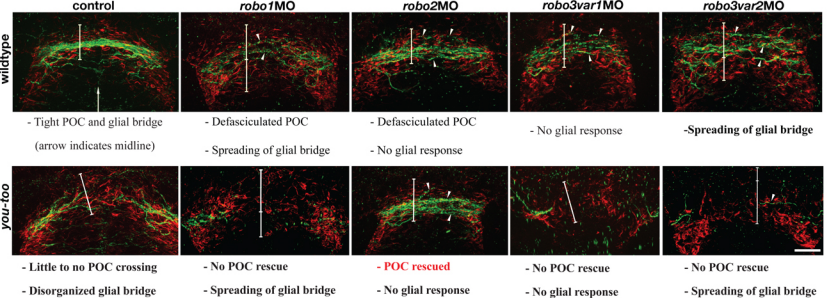 control robo1MO robo2MO robo3var1MO robo3var2MO
wildtype
- Tight POC and glial bridge
(arrow indicates midline)
- Defasciculated POC
- Spreading of glial bridge
- Defasciculated POC
- No glial response
- No glial response
-Spreading of glial bridge
you-too
- Little to no POC crossing
- Disorganized glial bridge
- No POC rescue
- Spreading of glial bridge
- POC rescued
- No glial response
- No POC rescue
- No glial response
- No POC rescue
- Spreading of glial bridge